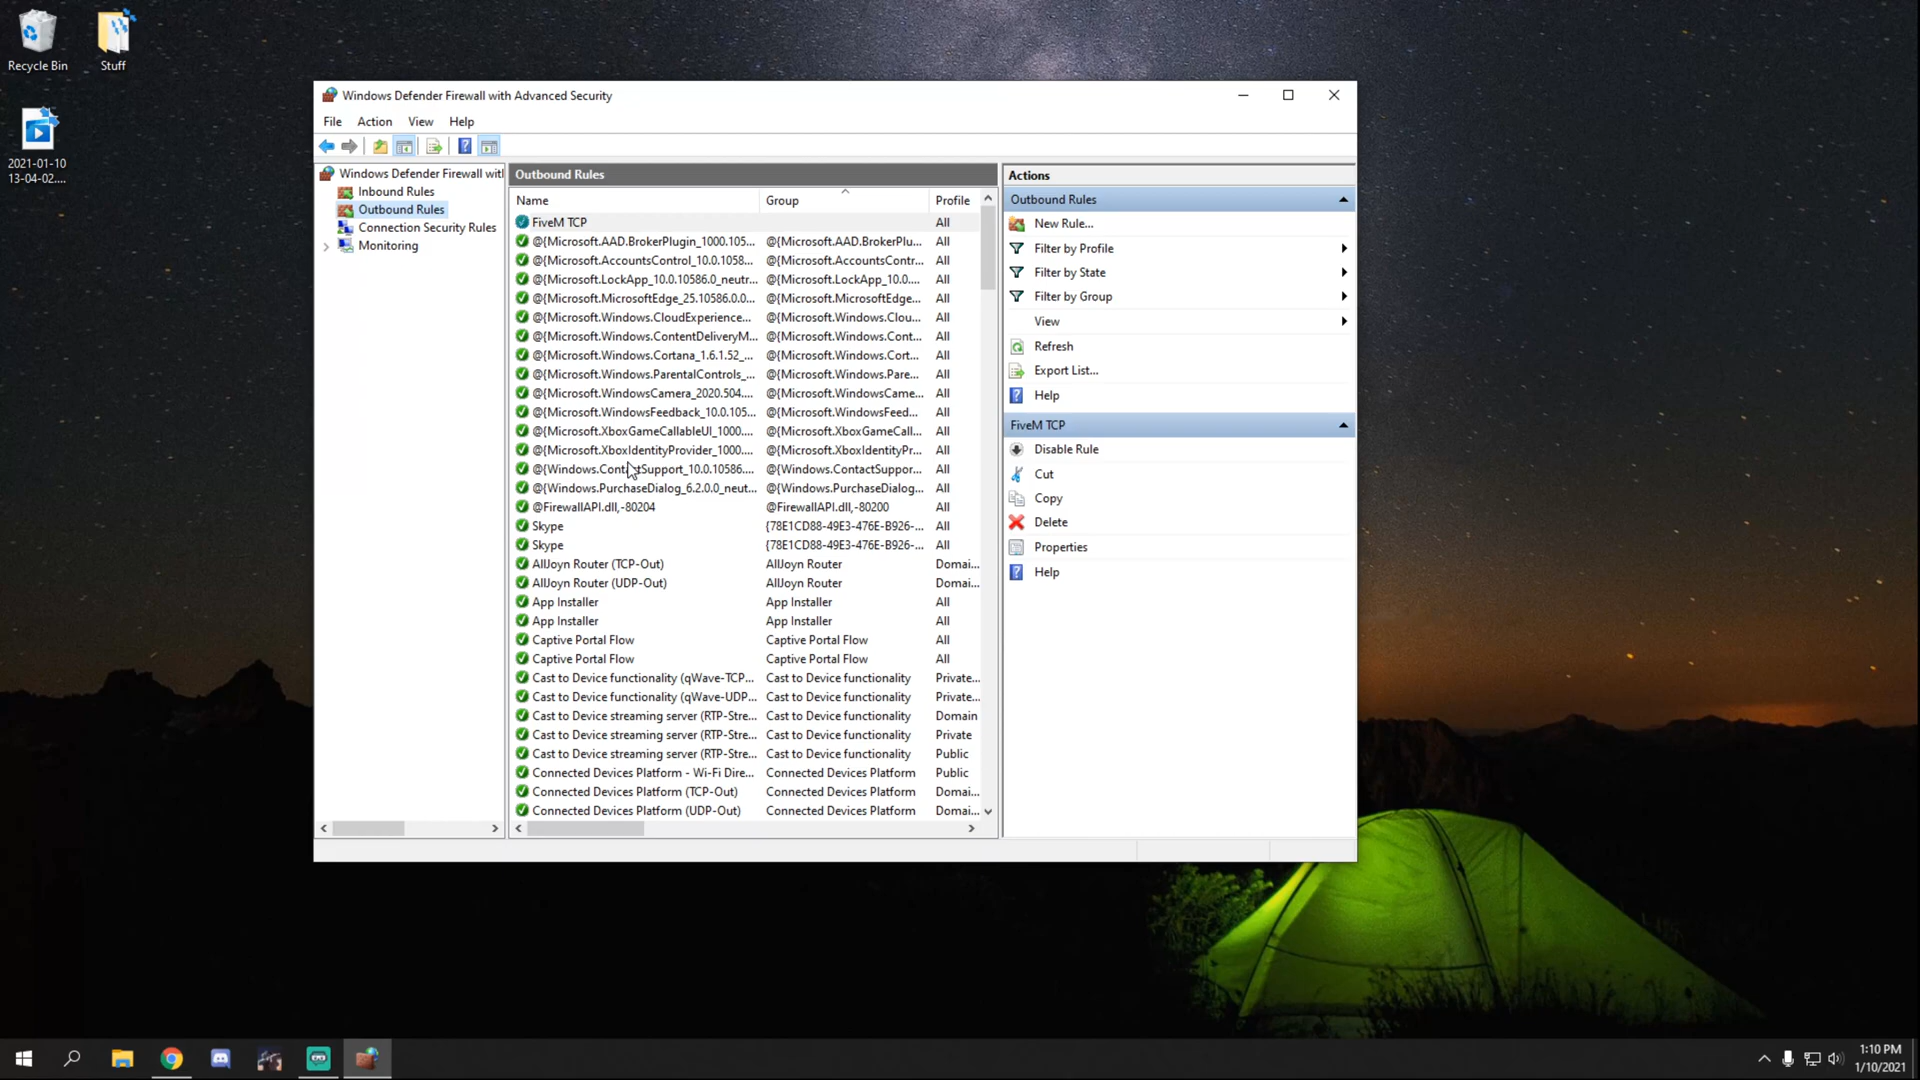 Recycle Bin
Stuff
2021-01-10
13-04-02....
Windows Defender Firewall with Advanced Security
File
Action
View
Help
Windows Defender Firewall wit
Inbound Rules
Outbound Rules
Connection Security Rules
Monitoring
Outbound Rules
Name
Group
Profile
FiveM TCP
All
@{Microsoft.AAD.BrokerPlugin_1000.105...
@{Microsoft.AAD.BrokerPlu...
All
@{Microsoft.AccountsControl_10.0.1058...
@{Microsoft.AccountsContr...
All
@{Microsoft.LockApp_10.0.10586.0_neutr...
@{Microsoft.LockApp_10.0....
All
@{Microsoft.MicrosoftEdge_25.10586.0.0...
@{Microsoft.MicrosoftEdge...
All
@{Microsoft.Windows.CloudExperience...
@{Microsoft.Windows.Clou...
All
@{Microsoft.Windows.ContentDeliveryM...
@{Microsoft.Windows.Cont...
All
@{Microsoft.Windows.Cortana_1.6.1.52_...
@{Microsoft.Windows.Cort...
All
@{Microsoft.Windows.ParentalControls_...
@{Microsoft.Windows.Pare...
All
@{Microsoft.WindowsCamera_2020.504....
@{Microsoft.WindowsCame...
All
@{Microsoft.WindowsFeedback_10.0.105...
@{Microsoft.WindowsFeed...
All
@{Microsoft.XboxGameCallableUI_1000....
@{Microsoft.XboxGameCall...
All
@{Microsoft.XboxIdentityProvider_1000....
@{Microsoft.XboxIdentityPr...
All
@{Windows.ContactSupport_10.0.10586....
@{Windows.ContactSuppor...
All
@{Windows.PurchaseDialog_6.2.0.0_neut...
@{Windows.PurchaseDialog...
All
@FirewallAPI.dll,-80204
@FirewallAPI.dll,-80200
All
Skype
{78E1CD88-49E3-476E-B926-...
All
Skype
{78E1CD88-49E3-476E-B926-...
All
AllJoyn Router (TCP-Out)
AllJoyn Router
Domai...
AllJoyn Router (UDP-Out)
AllJoyn Router
Domai...
App Installer
App Installer
All
App Installer
App Installer
All
Captive Portal Flow
Captive Portal Flow
All
Captive Portal Flow
Captive Portal Flow
All
Cast to Device functionality (qWave-TCP...
Cast to Device functionality
Private...
Cast to Device functionality (qWave-UDP...
Cast to Device functionality
Private...
Cast to Device streaming server (RTP-Stre...
Cast to Device functionality
Domain
Cast to Device streaming server (RTP-Stre...
Cast to Device functionality
Private
Cast to Device streaming server (RTP-Stre...
Cast to Device functionality
Public
Connected Devices Platform - Wi-Fi Dire...
Connected Devices Platform
Public
Connected Devices Platform (TCP-Out)
Connected Devices Platform
Domai...
Connected Devices Platform (UDP-Out)
Connected Devices Platform
Domai...
Actions
Outbound Rules
New Rule...
Filter by Profile
Filter by State
Filter by Group
View
Refresh
Export List...
Help
FiveM TCP
Disable Rule
Cut
Copy
Delete
Properties
Help
1:10 PM
1/10/2021